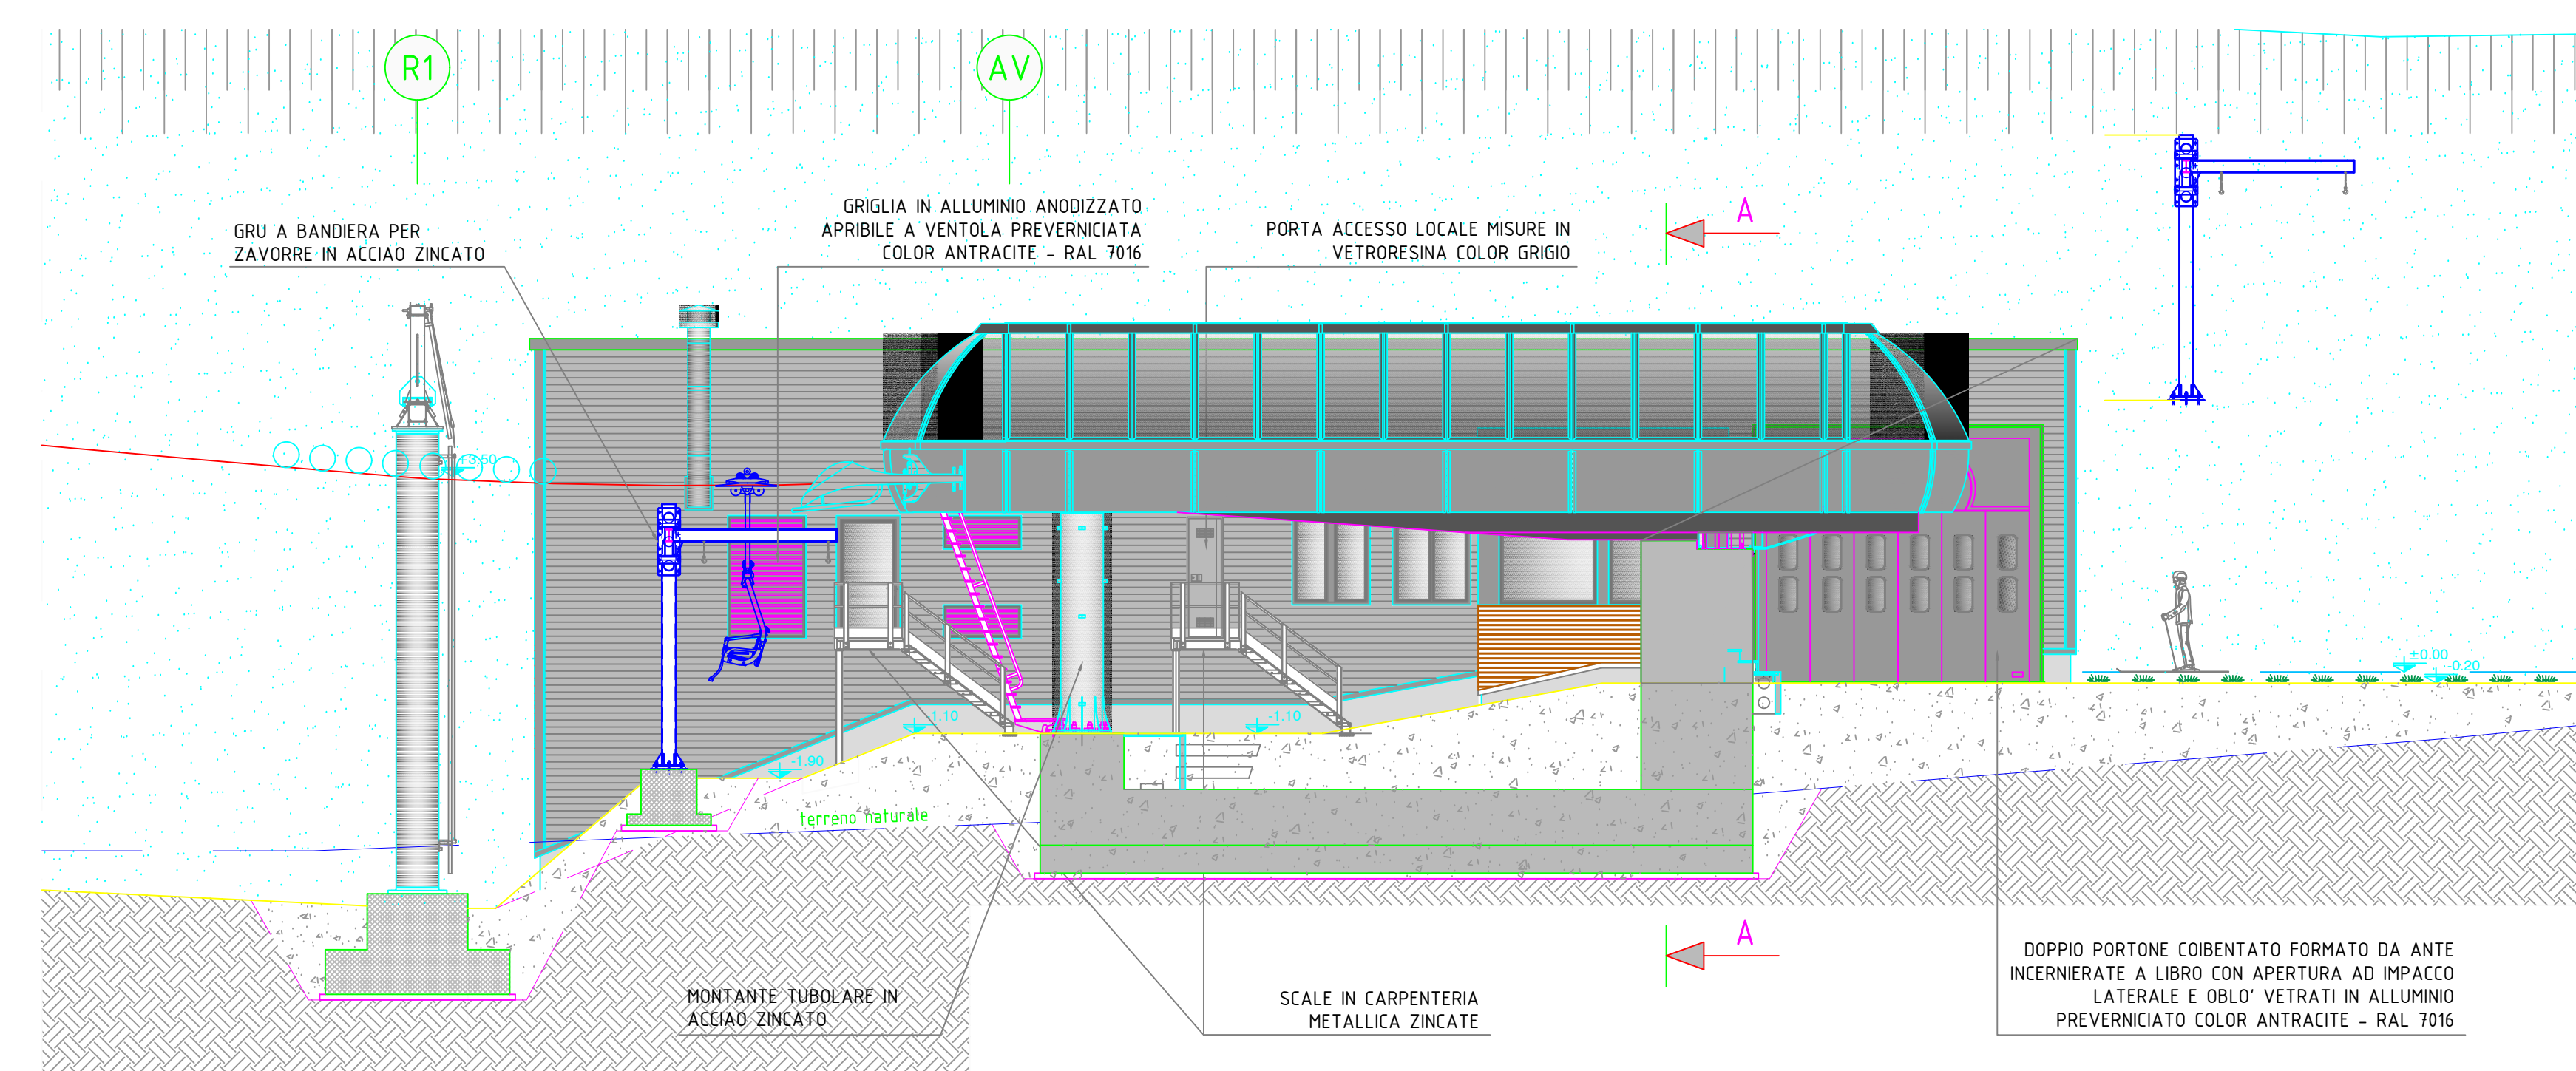 R1
AV
GRU A BANDIERA PER
ZAVORRE IN ACCIAO ZINCATO
GRIGLIA IN ALLUMINIO ANODIZZATO
APRIBILE A VENTOLA PREVERNICIATA
COLOR ANTRACITE - RAL 7016
PORTA ACCESSO LOCALE MISURE IN
VETRORESINA COLOR GRIGIO
A
+3.50
±0.00
-0.20
1.10
-1.10
-1.90
terreno naturale
A
MONTANTE TUBOLARE IN
ACCIAO ZINCATO
SCALE IN CARPENTERIA
METALLICA ZINCATE
DOPPIO PORTONE COIBENTATO FORMATO DA ANTE
INCERNIERATE A LIBRO CON APERTURA AD IMPACCO
LATERALE E OBLO' VETRATI IN ALLUMINIO
PREVERNICIATO COLOR ANTRACITE - RAL 7016